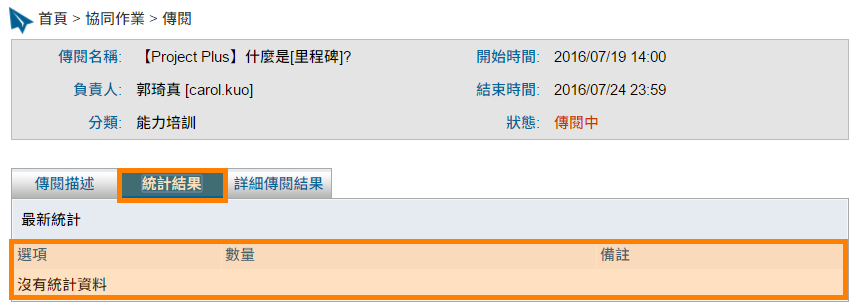 首頁 > 協同作業 > 傳閱
傳閱名稱: 【Project Plus】什麼是[里程碑]? 開始時間: 2016/07/19 14:00
負責人: 郭琦真 [carol.kuo] 結束時間: 2016/07/24 23:59
分類: 能力培訓 狀態: 傳閱中
傳閱描述 統計結果 詳細傳閱結果
最新統計
選項 數量 備註
沒有統計資料